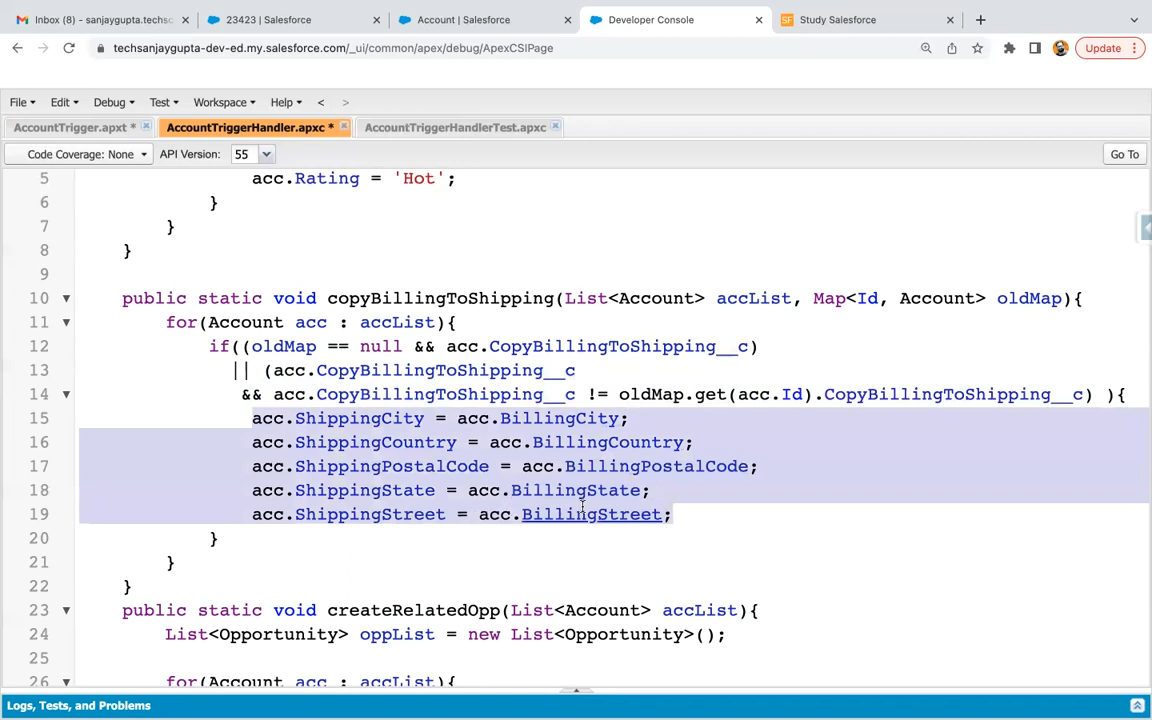 Inbox (10) - sanjaygupta.techsc
23423 | Salesforce
Account | Salesforce
Developer Console
Study Salesforce
techsanjaygupta-dev-ed.my.salesforce.com/_ui/common/apex/debug/ApexCSIPage
Update
File Edit Debug Test Workspace Help < >
AccountTrigger.apxt * AccountTriggerHandler.apxc * AccountTriggerHandlerTest.apxc
Code Coverage: None API Version: 55 Go To
5 acc.Rating = 'Hot';
6 }
7 }
8 }
9
10 public static void copyBillingToShipping(List<Account> accList, Map<Id, Account> oldMap){
11 for(Account acc : accList){
12 if((oldMap == null && acc.CopyBillingToShipping__c)
13 || (acc.CopyBillingToShipping__c
14 && acc.CopyBillingToShipping__c != oldMap.get(acc.Id).CopyBillingToShipping__c) ){
15 acc.ShippingCity = acc.BillingCity;
16 acc.ShippingCountry = acc.BillingCountry;
17 acc.ShippingPostalCode = acc.BillingPostalCode;
18 acc.ShippingState = acc.BillingState;
19 acc.ShippingStreet = acc.BillingStreet;
20 }
21 }
22 }
23 public static void createRelatedOpp(List<Account> accList){
24 List<Opportunity> oppList = new List<Opportunity>();
25
26 for(Account acc : accList){
Logs, Tests, and Problems